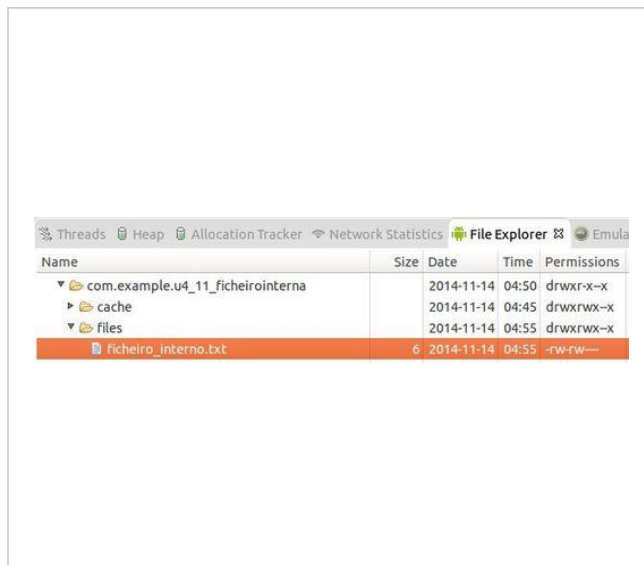 Threads Heap Allocation Tracker Network Statistics File Explorer Emula
Name Size Date Time Permissions
com.example.u4_11_ficheirointerna 2014-11-14 04:50 drwxr-x--x
cache 2014-11-14 04:45 drwxrwx--x
files 2014-11-14 04:55 drwxrwx--x
ficheiro_interno.txt 6 2014-11-14 04:55 -rw-rw----